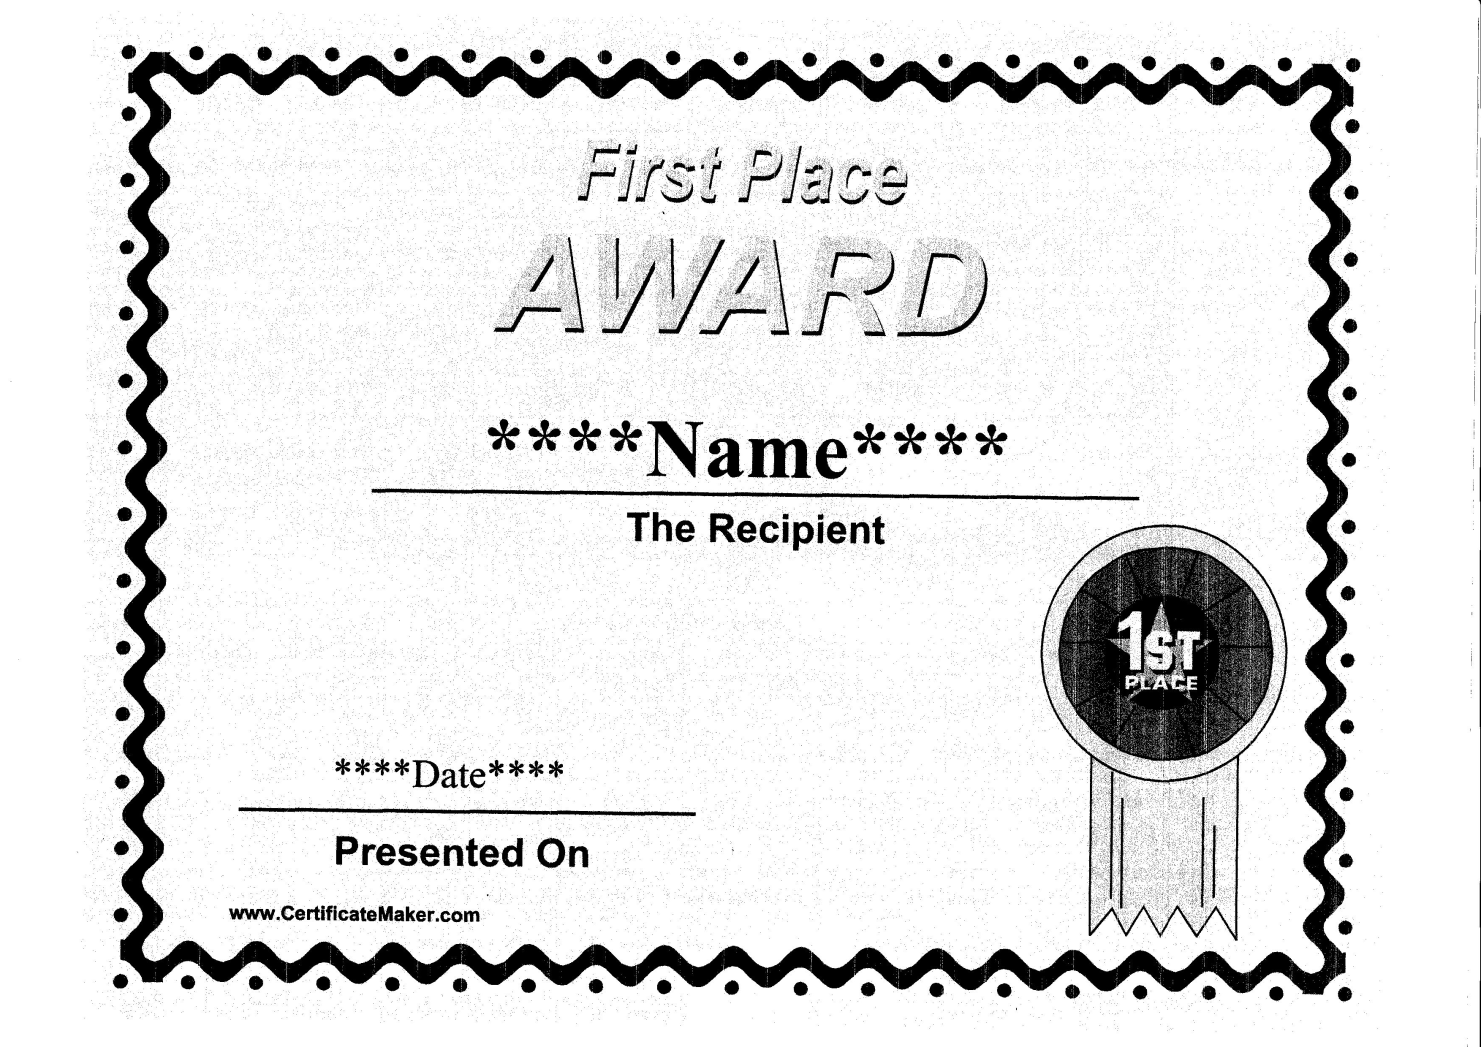 First Place
AWARD
****Name****
The Recipient
1ST
PLACE
****Date****
Presented On
www.CertificateMaker.com